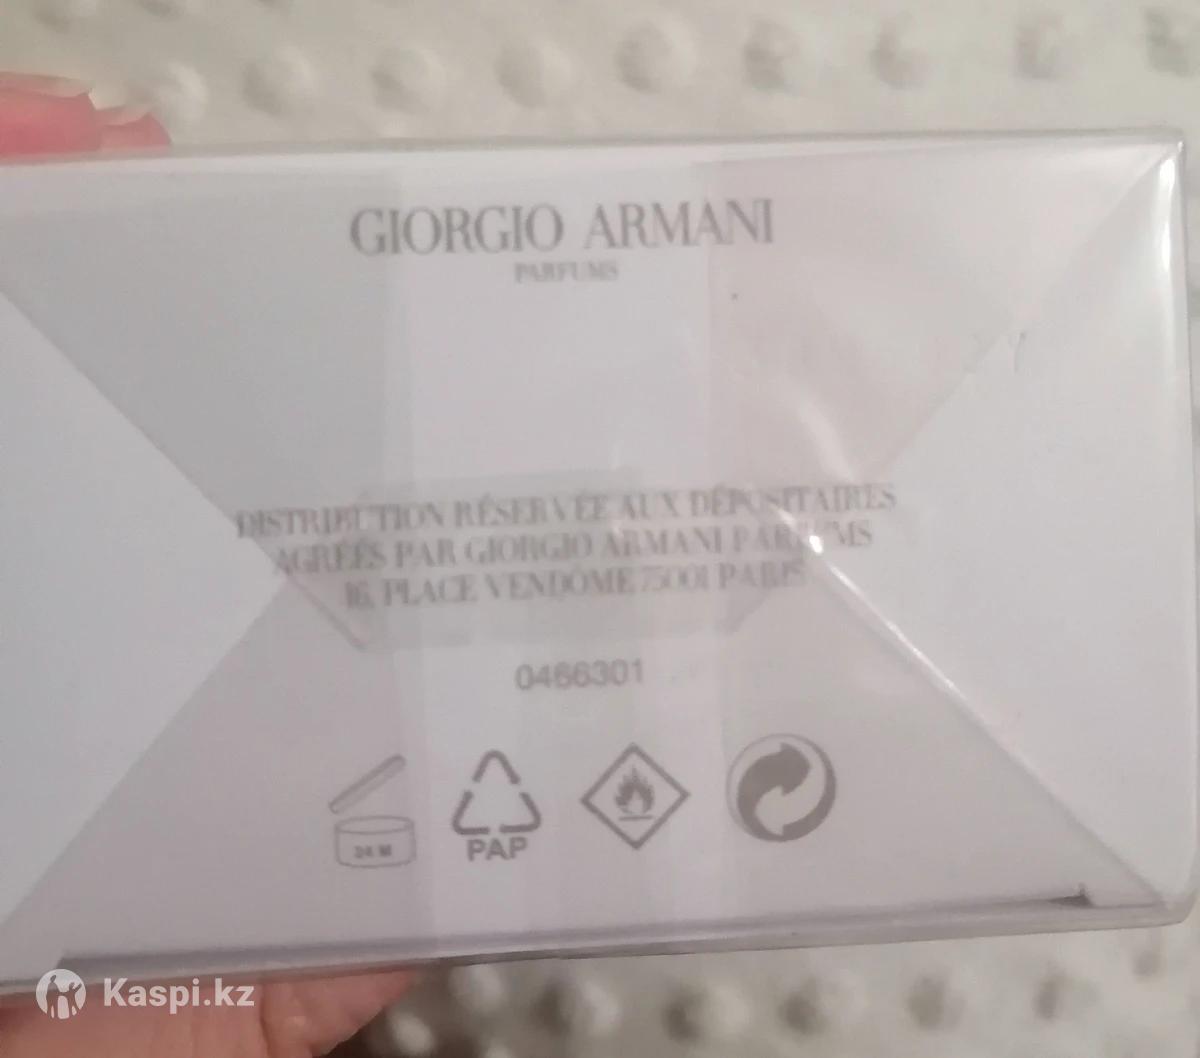 GIORGIO ARMANI
PARFUMS
DISTRIBUTION RÉSERVÉE AUX DÉPOSITAIRES
AGRÉÉS PAR GIORGIO ARMANI PARFUMS
16, PLACE VENDÔME 75001 PARIS
0466301
24 M
PAP
Kaspi.kz